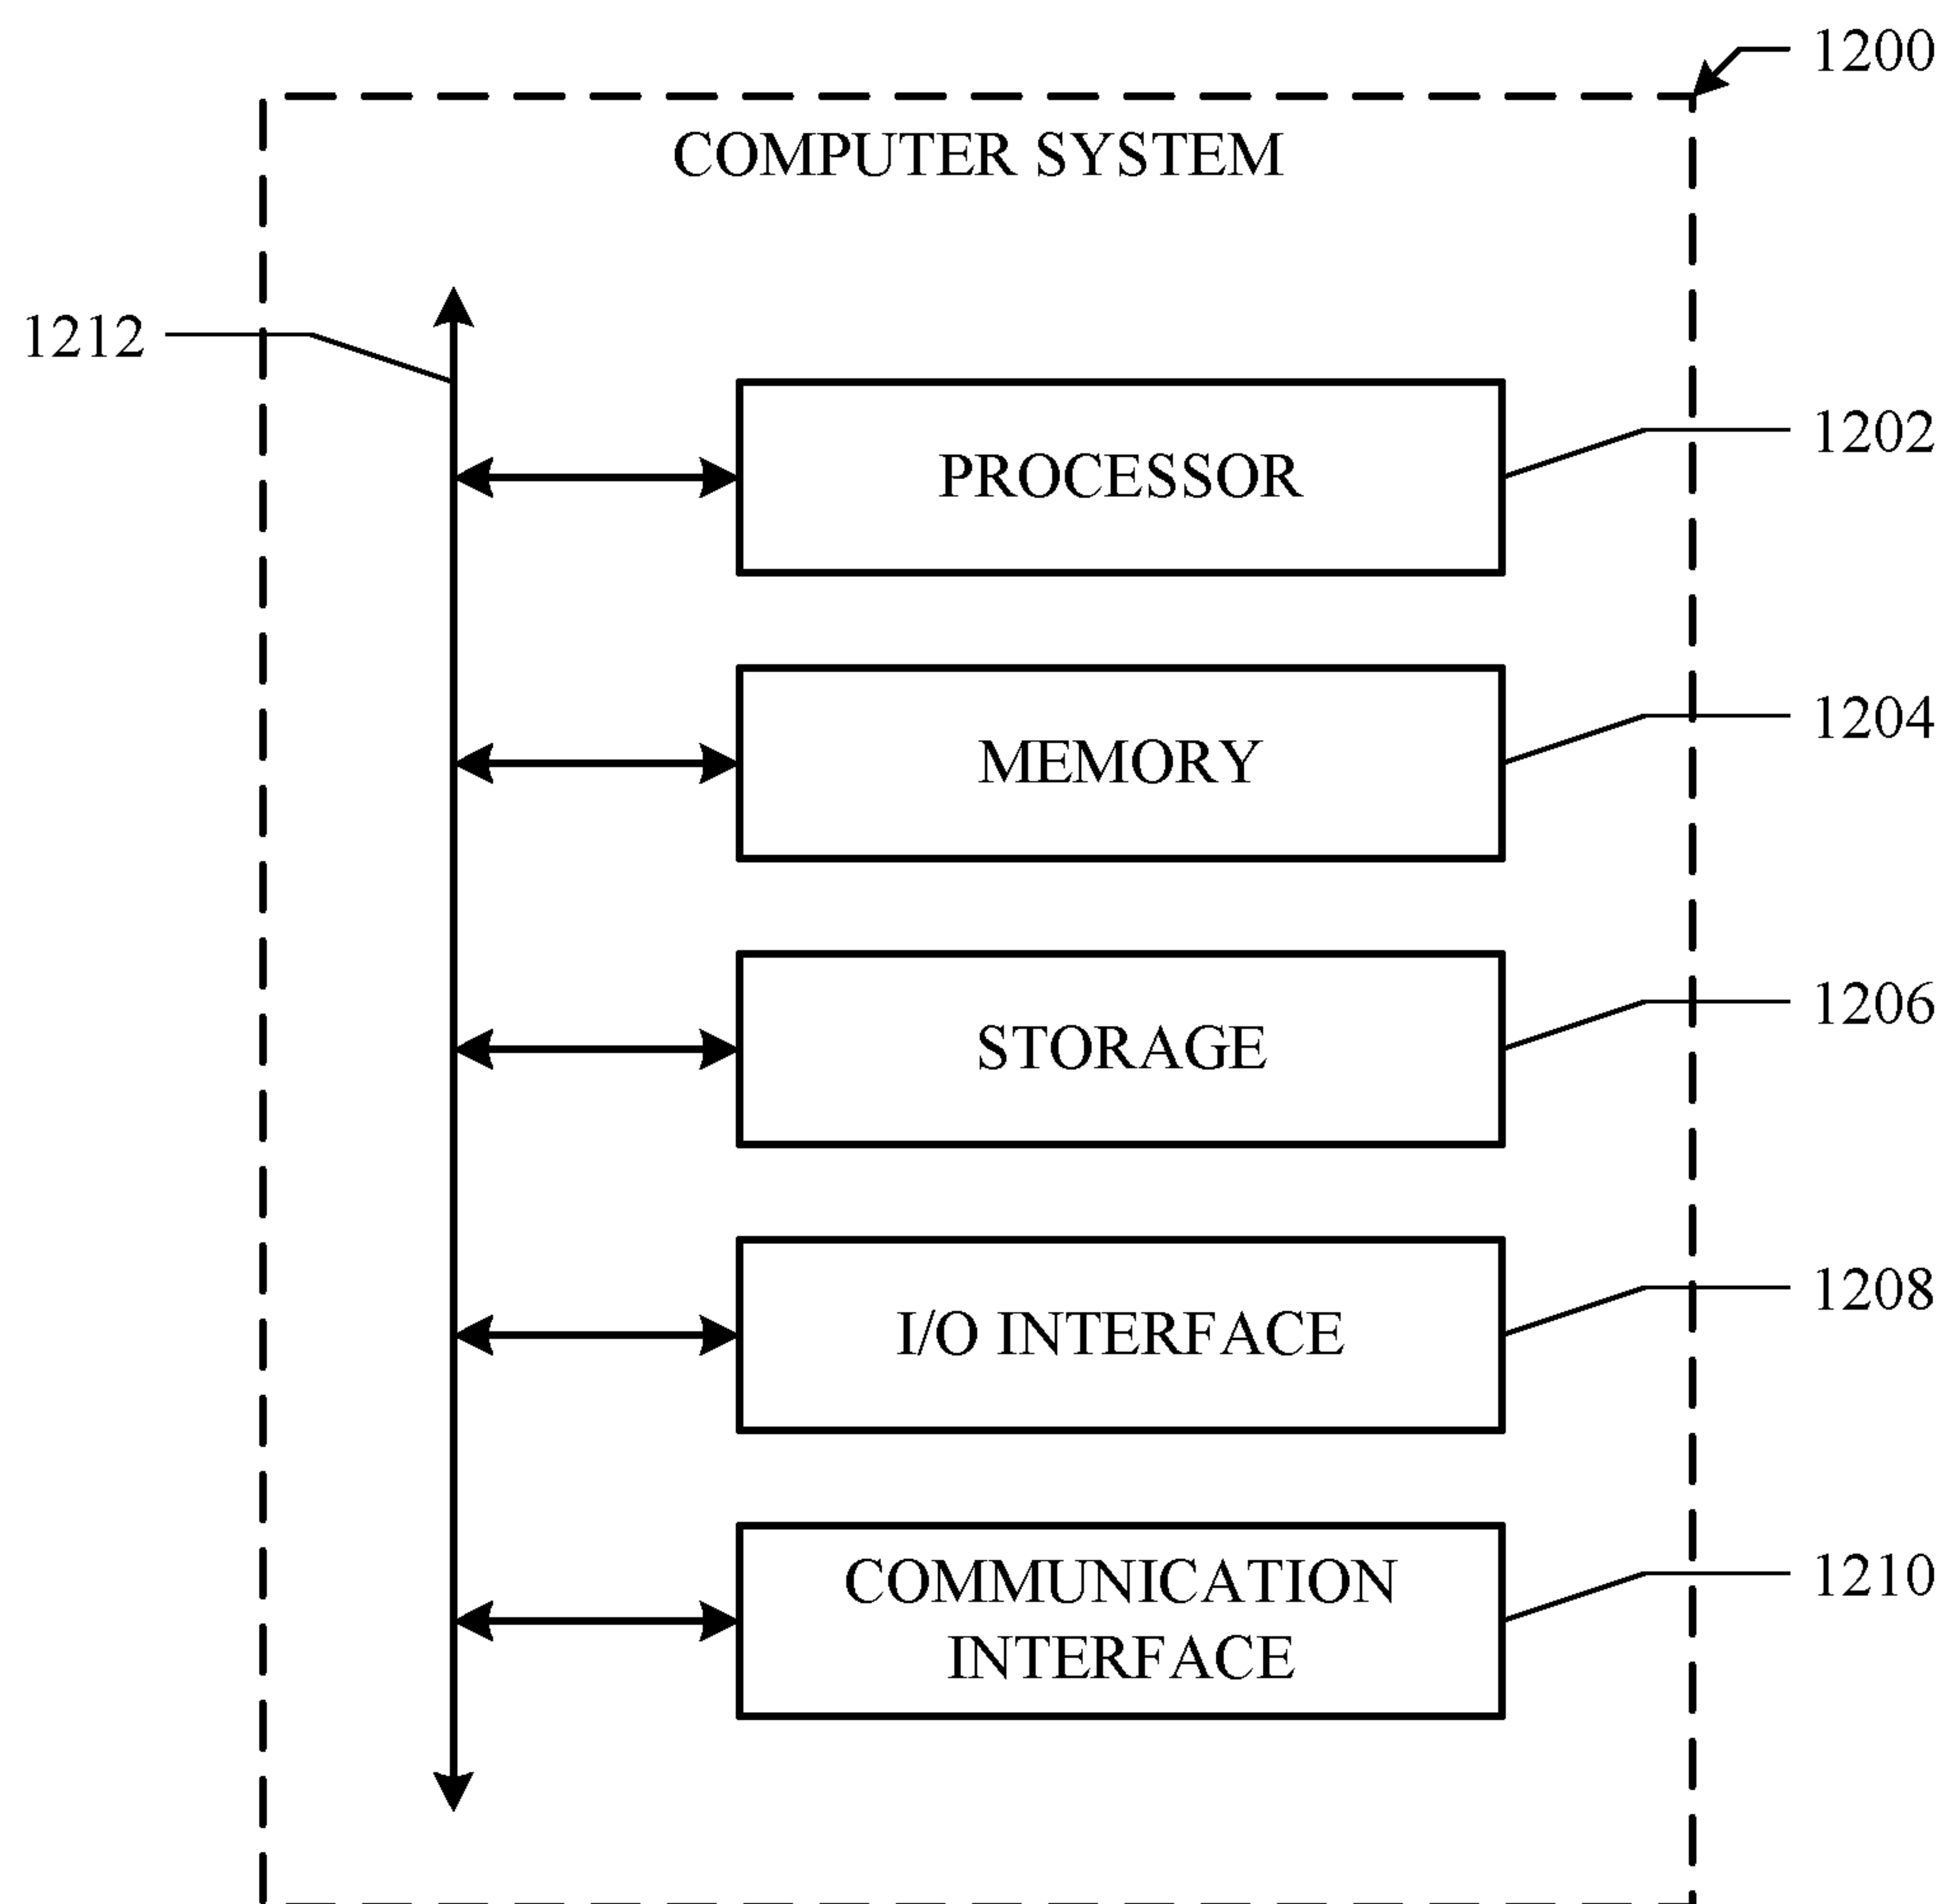 1200
COMPUTER SYSTEM
1212
1202
PROCESSOR
1204
MEMORY
1206
STORAGE
1208
I/O INTERFACE
1210
COMMUNICATION
INTERFACE